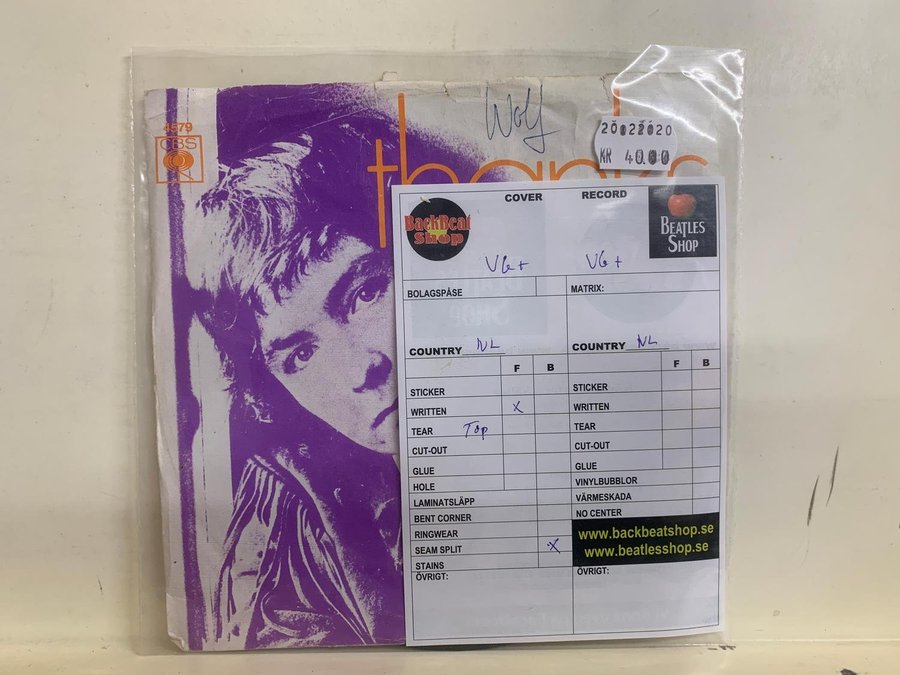 4579
CBS
Wolf
thanks
20022020
KR 40.00
COVER
RECORD
BackBeat
Shop
BEATLES
SHOP
VG+
VG+
BOLAGSPÅSE
MATRIX:
COUNTRY NL
COUNTRY NL
F B
F B
STICKER
WRITTEN X
TEAR Top
CUT-OUT
GLUE
HOLE
LAMINATSLÄPP
BENT CORNER
RINGWEAR
SEAM SPLIT X
STAINS
ÖVRIGT:
STICKER
WRITTEN
TEAR
CUT-OUT
GLUE
VINYLBUBBLOR
VÄRMESKADA
NO CENTER
www.backbeatshop.se
www.beatlesshop.se
ÖVRIGT: